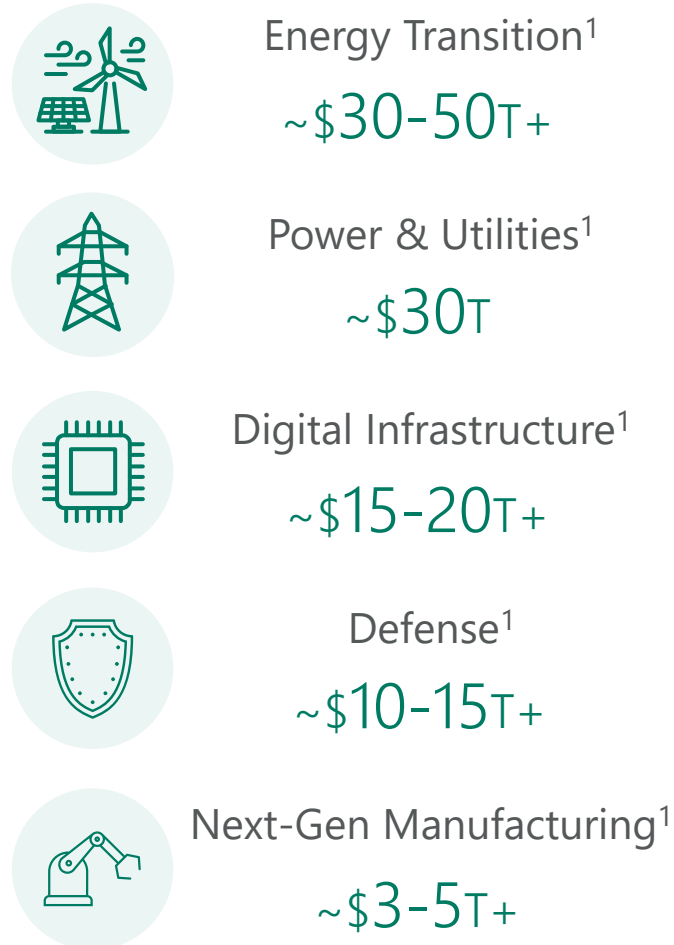 Energy Transition¹
~$30-50T+
Power & Utilities¹
~$30T
Digital Infrastructure¹
~$15-20T+
Defense¹
~$10-15T+
Next-Gen Manufacturing¹
~$3-5T+